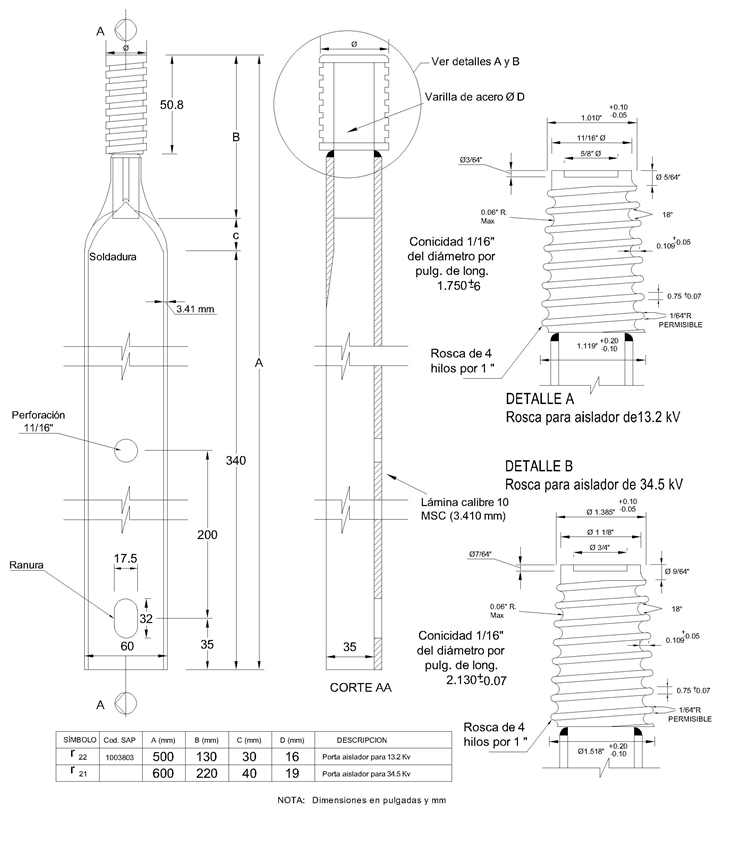 A
Ø
50.8
B
c
Soldadura
3.41 mm
A
Perforación
11/16"
340
200
17.5
Ranura
32
60
35
A
Ø
Ver detalles A y B
Varilla de acero Ø D
Lámina calibre 10
MSC (3.410 mm)
35
CORTE AA
+0.10
1.010" -0.05
11/16" Ø
5/8" Ø
Ø3/64"
Ø 5/64"
0.06" R.
Max
18"
Conicidad 1/16"
del diámetro por
pulg. de long.
1.750±6
0.109±0.05
0.75 ±0.07
1/64"R
PERMISIBLE
Rosca de 4
hilos por 1 "
1.119" +0.20
-0.10
DETALLE A
Rosca para aislador de13.2 kV
DETALLE B
Rosca para aislador de 34.5 kV
+0.10
Ø 1.385" -0.05
Ø 1 1/8"
Ø 3/4"
Ø7/64"
Ø 9/64"
0.06" R.
Max
18"
Conicidad 1/16"
del diámetro por
pulg. de long.
2.130±0.07
0.109±0.05
0.75 ±0.07
1/64"R
PERMISIBLE
Rosca de 4
hilos por 1 "
Ø1.518" +0.20
-0.10
SÍMBOLO Cod. SAP A (mm) B (mm) C (mm) D (mm) DESCRIPCION
r 22 1003803 500 130 30 16 Porta aislador para 13.2 Kv
r 21 600 220 40 19 Porta aislador para 34.5 Kv
NOTA: Dimensiones en pulgadas y mm